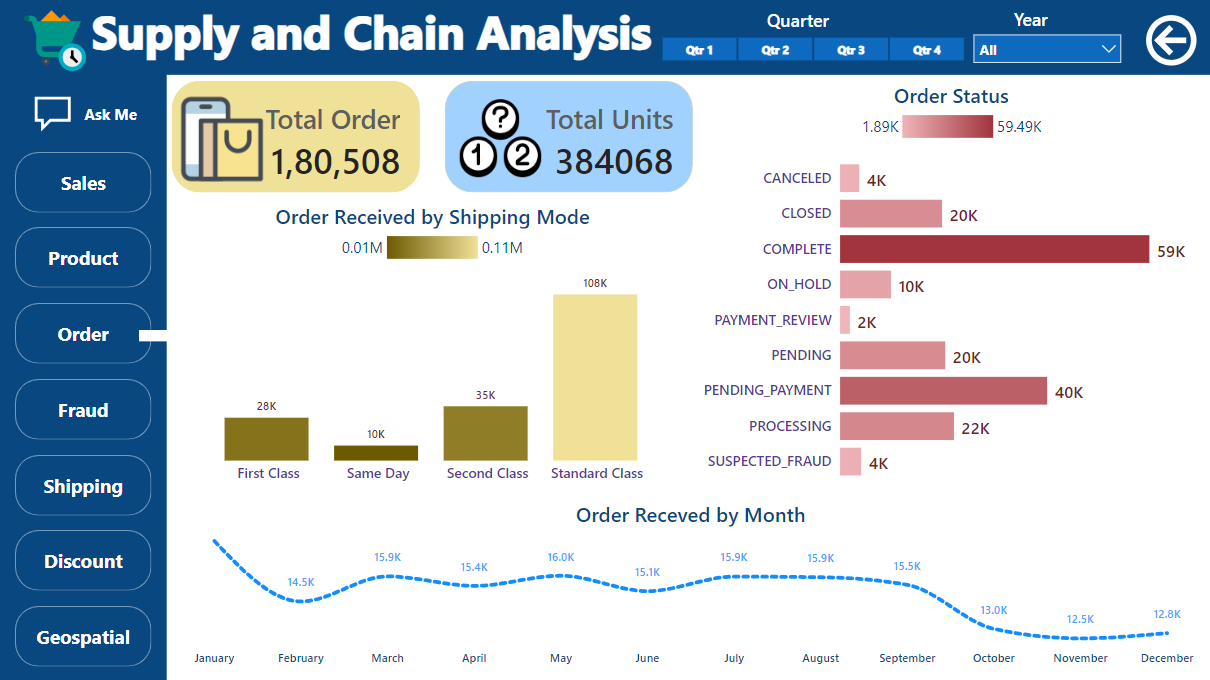 Supply and Chain Analysis
Quarter
Qtr 1 Qtr 2 Qtr 3 Qtr 4
Year
All
Ask Me
Sales
Product
Order
Fraud
Shipping
Discount
Geospatial
Total Order
1,80,508
? 1 2
Total Units
384068
Order Received by Shipping Mode
0.01M 0.11M
28K
10K
35K
108K
First Class Same Day Second Class Standard Class
Order Status
1.89K 59.49K
CANCELED 4K
CLOSED 20K
COMPLETE 59K
ON_HOLD 10K
PAYMENT_REVIEW 2K
PENDING 20K
PENDING_PAYMENT 40K
PROCESSING 22K
SUSPECTED_FRAUD 4K
Order Receved by Month
14.5K 15.9K 15.4K 16.0K 15.1K 15.9K 15.9K 15.5K 13.0K 12.5K 12.8K
January February March April May June July August September October November December